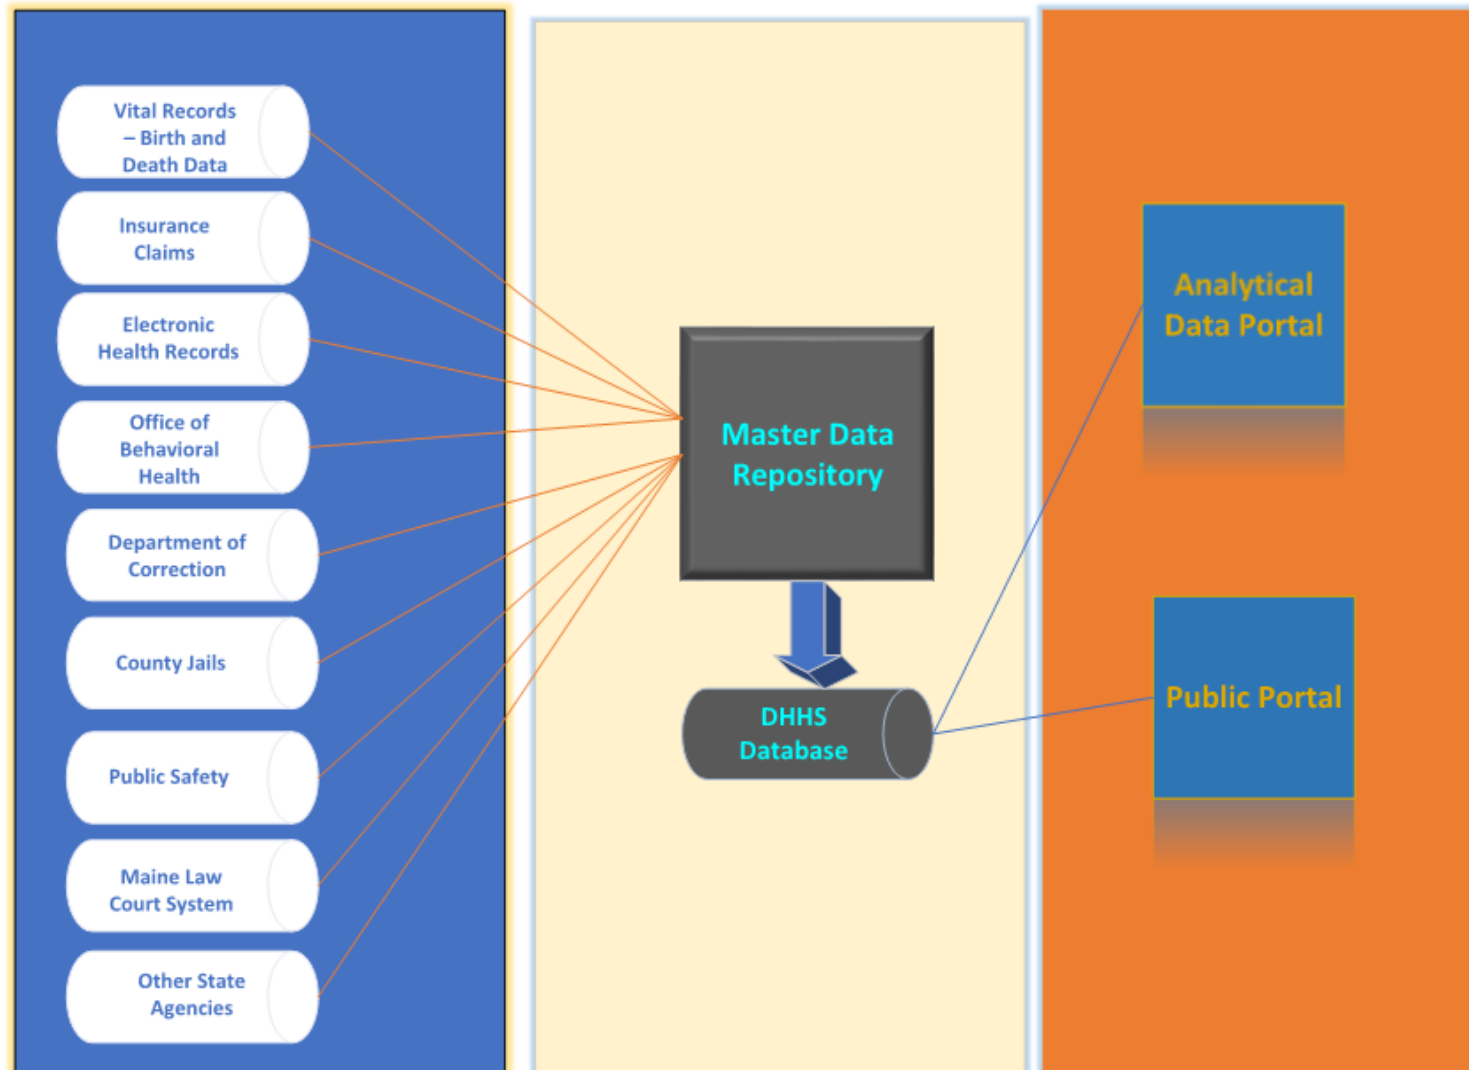 Vital Records
– Birth and
Death Data
Insurance
Claims
Electronic
Health Records
Office of
Behavioral
Health
Department of
Correction
County Jails
Public Safety
Maine Law
Court System
Other State
Agencies
Master Data
Repository
DHHS
Database
Analytical
Data Portal
Public Portal